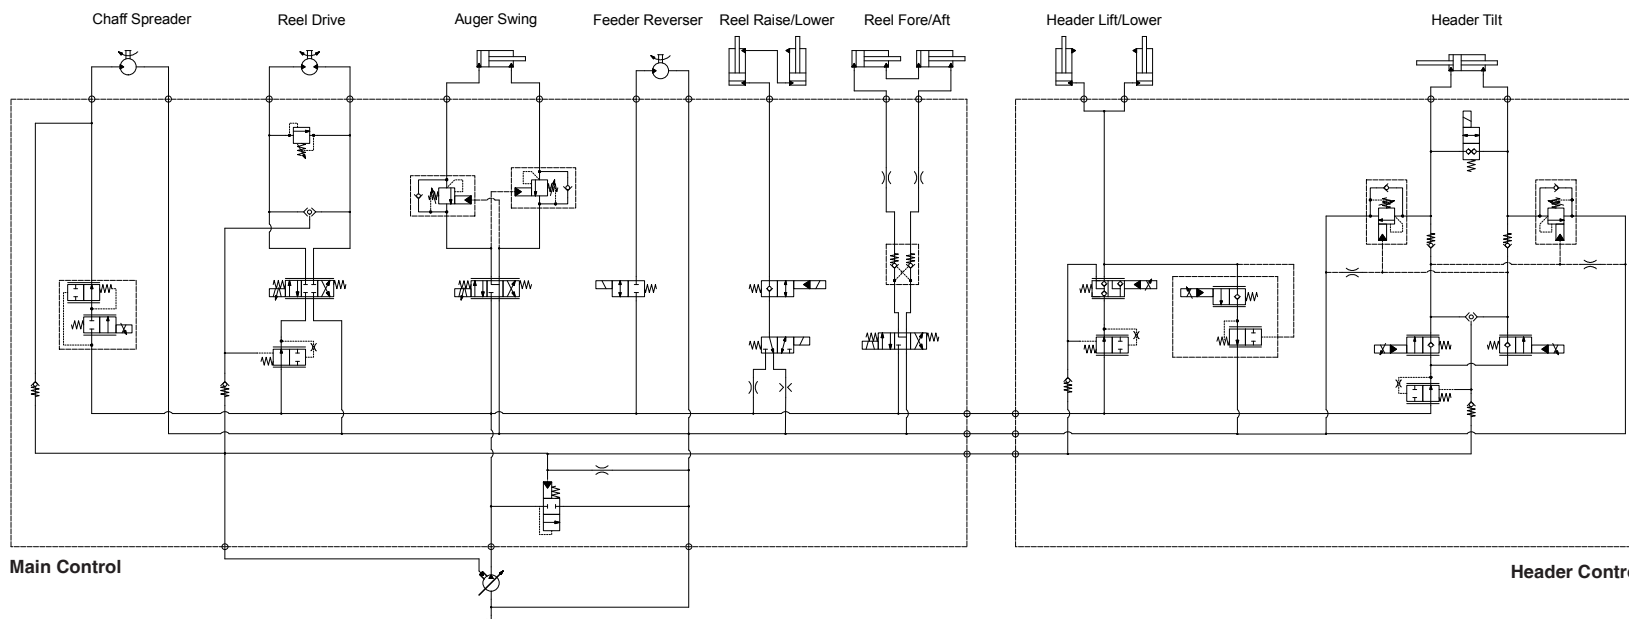 Chaff Spreader
Reel Drive
Auger Swing
Feeder Reverser
Reel Raise/Lower
Reel Fore/Aft
Header Lift/Lower
Header Tilt
Main Control
Header Contro